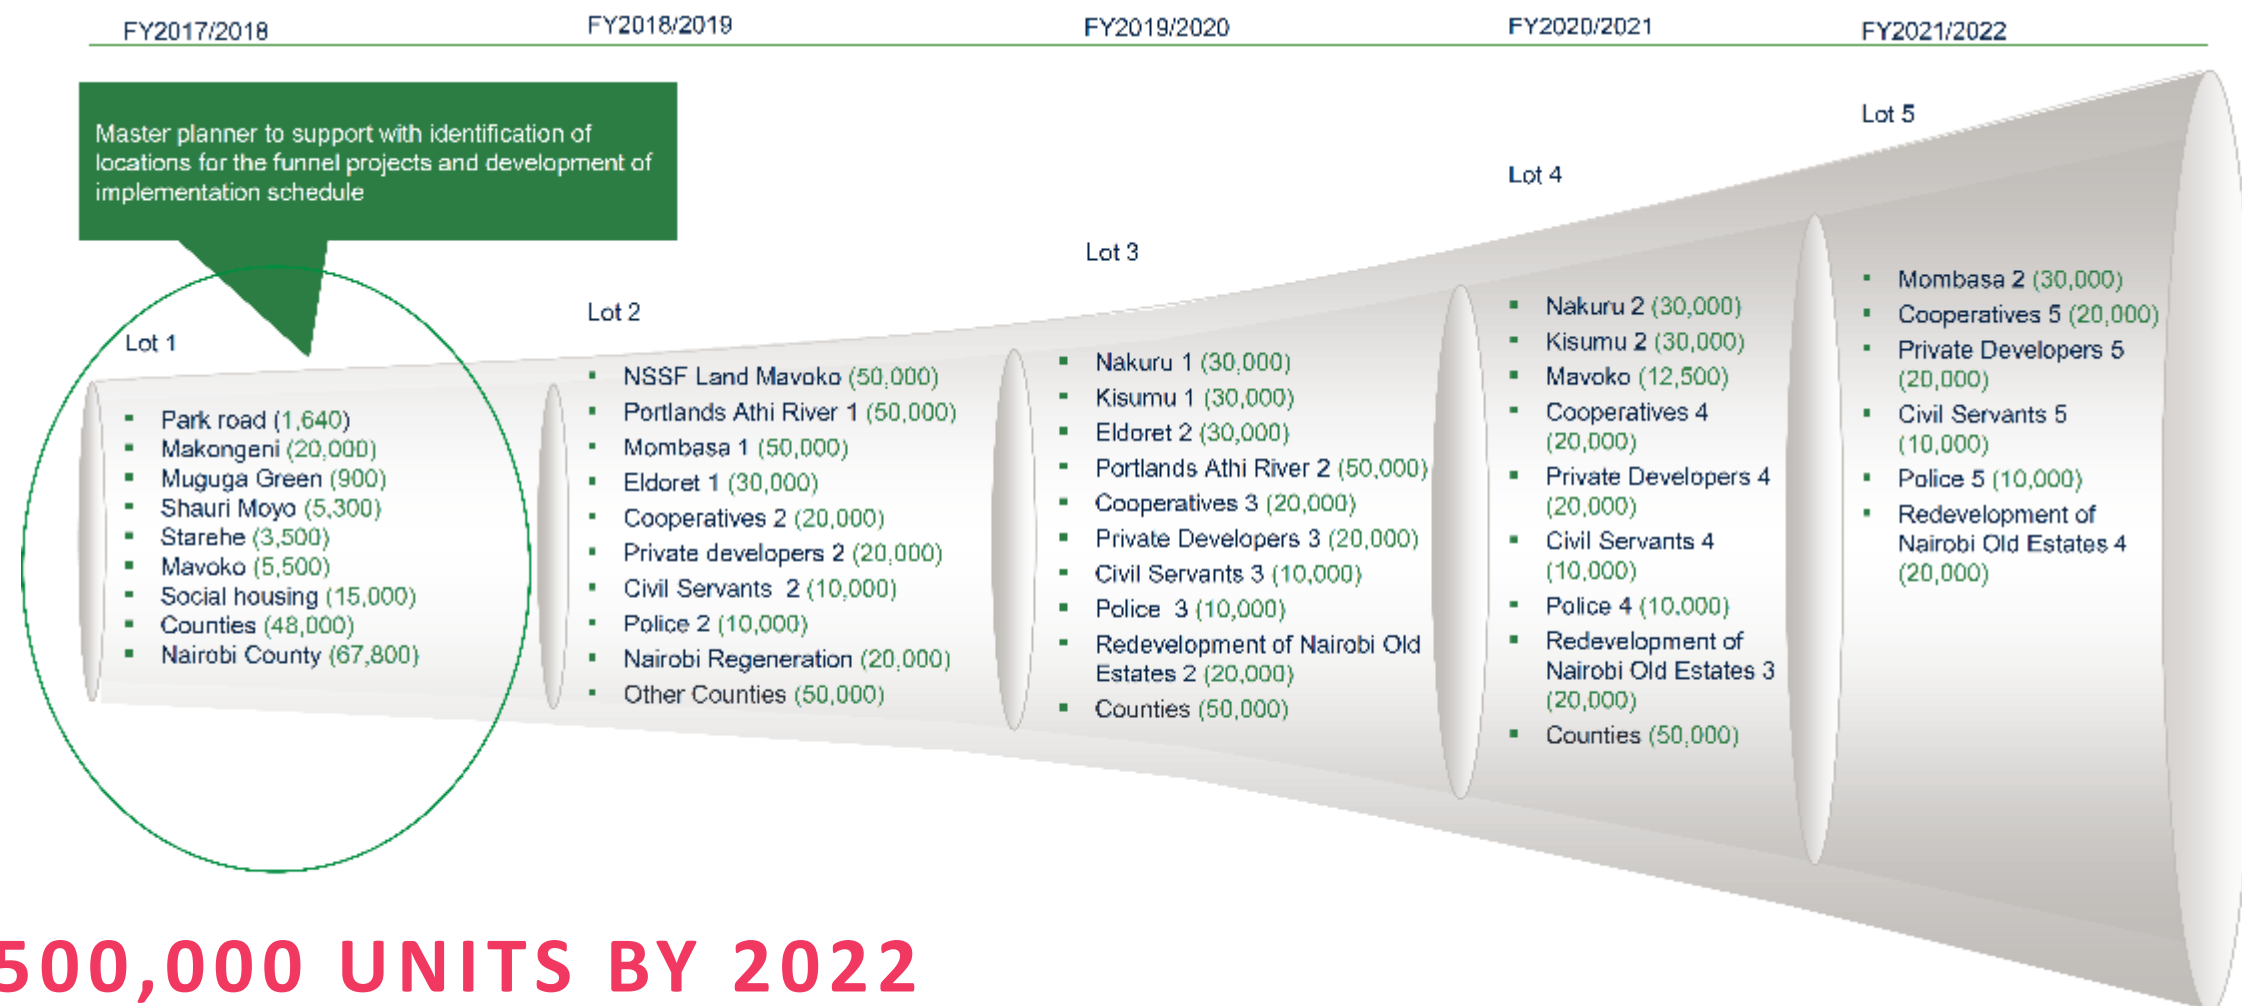 FY2017/2018
FY2018/2019
FY2019/2020
FY2020/2021
FY2021/2022
Master planner to support with identification of
locations for the funnel projects and development of
implementation schedule
Lot 1
▪ Park road (1,640)
▪ Makongeni (20,000)
▪ Muguga Green (900)
▪ Shauri Moyo (5,300)
▪ Starehe (3,500)
▪ Mavoko (5,500)
▪ Social housing (15,000)
▪ Counties (48,000)
▪ Nairobi County (67,800)
Lot 2
▪ NSSF Land Mavoko (50,000)
▪ Portlands Athi River 1 (50,000)
▪ Mombasa 1 (50,000)
▪ Eldoret 1 (30,000)
▪ Cooperatives 2 (20,000)
▪ Private developers 2 (20,000)
▪ Civil Servants 2 (10,000)
▪ Police 2 (10,000)
▪ Nairobi Regeneration (20,000)
▪ Other Counties (50,000)
Lot 3
▪ Nakuru 1 (30,000)
▪ Kisumu 1 (30,000)
▪ Eldoret 2 (30,000)
▪ Portlands Athi River 2 (50,000)
▪ Cooperatives 3 (20,000)
▪ Private Developers 3 (20,000)
▪ Civil Servants 3 (10,000)
▪ Police 3 (10,000)
▪ Redevelopment of Nairobi Old
Estates 2 (20,000)
▪ Counties (50,000)
Lot 4
▪ Nakuru 2 (30,000)
▪ Kisumu 2 (30,000)
▪ Mavoko (12,500)
▪ Cooperatives 4
(20,000)
▪ Private Developers 4
(20,000)
▪ Civil Servants 4
(10,000)
▪ Police 4 (10,000)
▪ Redevelopment of
Nairobi Old Estates 3
(20,000)
▪ Counties (50,000)
Lot 5
▪ Mombasa 2 (30,000)
▪ Cooperatives 5 (20,000)
▪ Private Developers 5
(20,000)
▪ Civil Servants 5
(10,000)
▪ Police 5 (10,000)
▪ Redevelopment of
Nairobi Old Estates 4
(20,000)
500,000 UNITS BY 2022